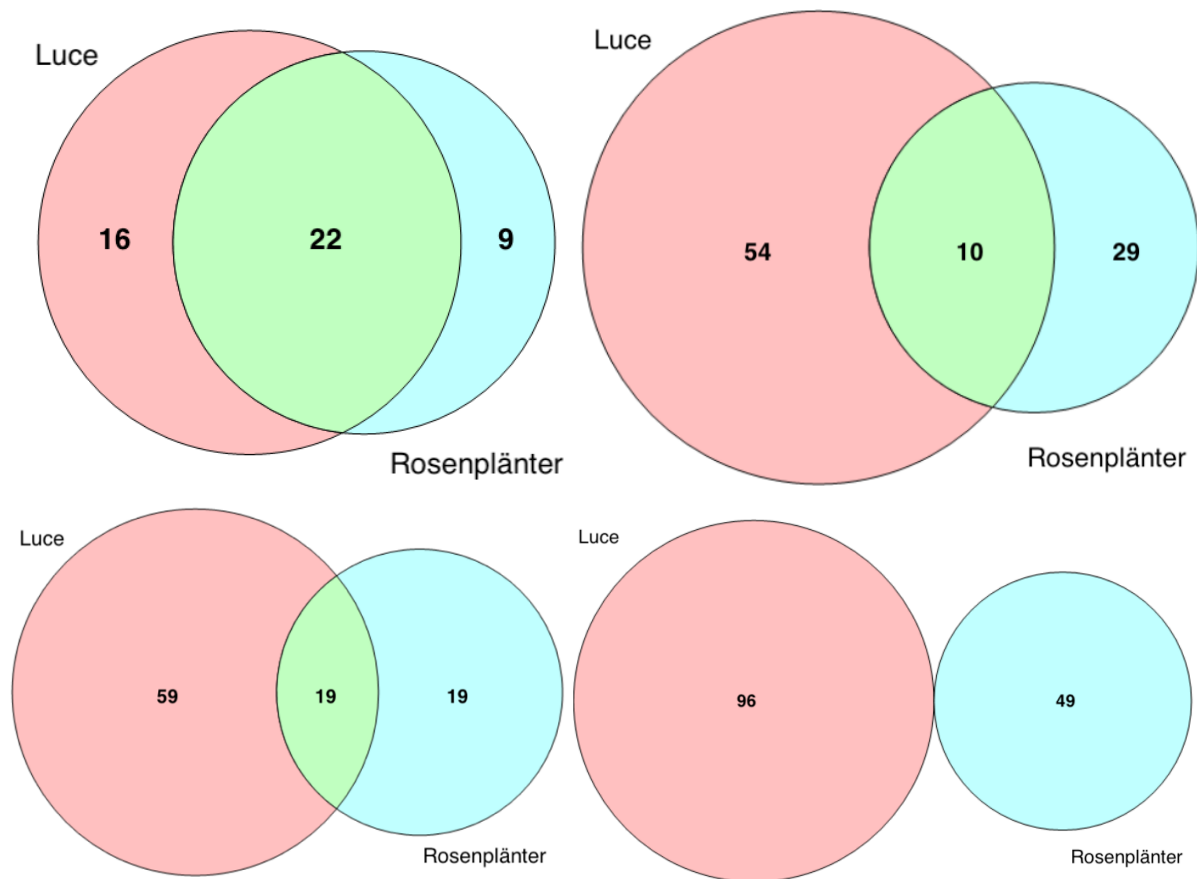 Luce
16 22 9
Rosenplänter
Luce
54 10 29
Rosenplänter
Luce
59 19 19
Rosenplänter
Luce
96 49
Rosenplänter